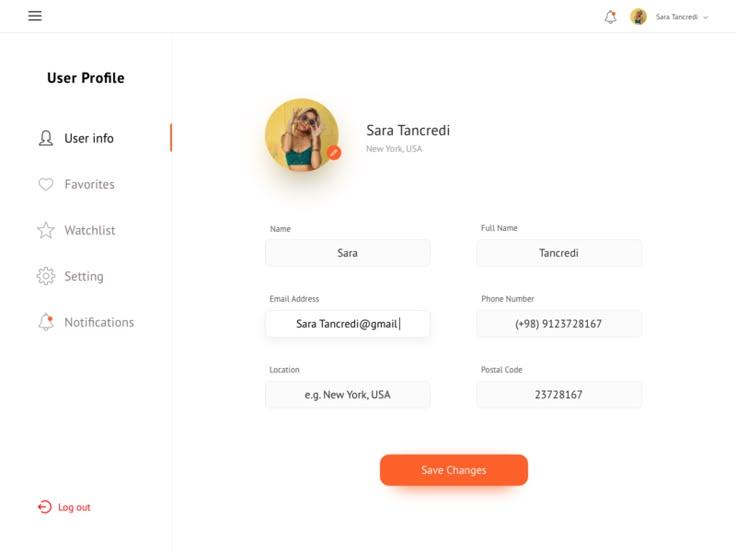 Sara Tancredi
User Profile
User info
Favorites
Watchlist
Setting
Notifications
Log out
Sara Tancredi
New York, USA
Name
Full Name
Sara
Tancredi
Email Address
Phone Number
Sara Tancredi@gmail
(+98) 9123728167
Location
Postal Code
e.g. New York, USA
23728167
Save Changes